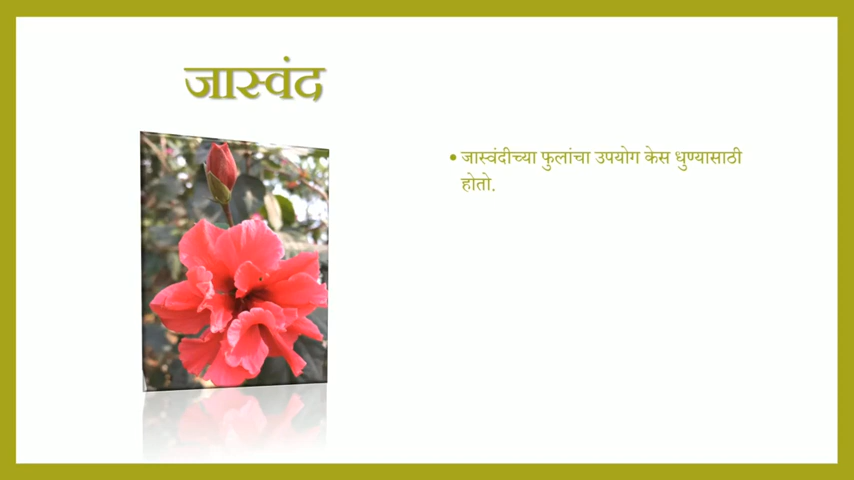 जास्वंद
• जास्वंदीच्या फुलांचा उपयोग केस धुण्यासाठी
होतो.